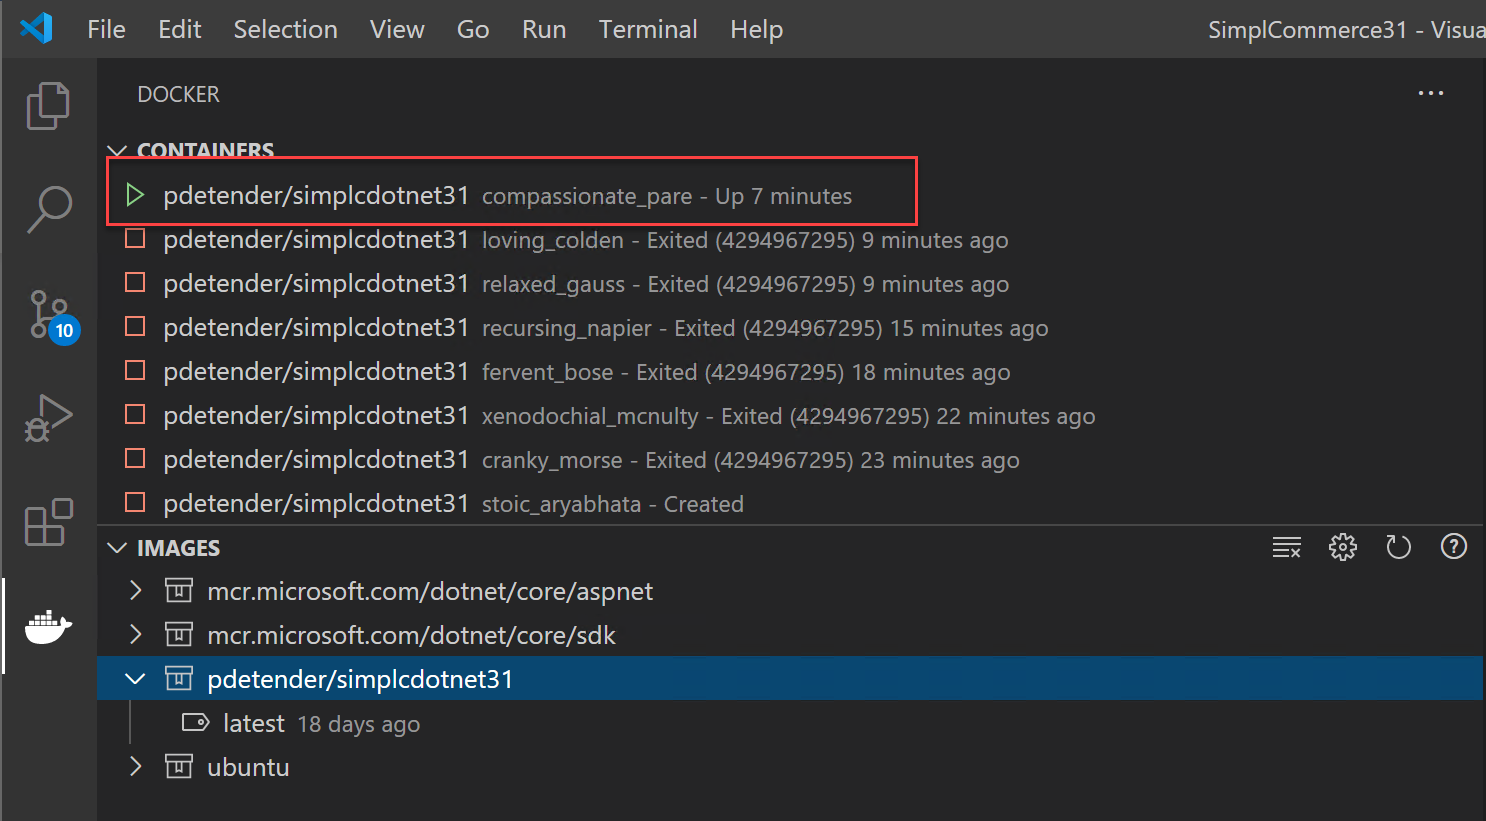 File Edit Selection View Go Run Terminal Help SimplCommerce31 - Visua
DOCKER
CONTAINERS
pdetender/simplcdotnet31 compassionate_pare - Up 7 minutes
pdetender/simplcdotnet31 loving_colden - Exited (4294967295) 9 minutes ago
pdetender/simplcdotnet31 relaxed_gauss - Exited (4294967295) 9 minutes ago
pdetender/simplcdotnet31 recursing_napier - Exited (4294967295) 15 minutes ago
pdetender/simplcdotnet31 fervent_bose - Exited (4294967295) 18 minutes ago
pdetender/simplcdotnet31 xenodochial_mcnulty - Exited (4294967295) 22 minutes ago
pdetender/simplcdotnet31 cranky_morse - Exited (4294967295) 23 minutes ago
pdetender/simplcdotnet31 stoic_aryabhata - Created
10
IMAGES
mcr.microsoft.com/dotnet/core/aspnet
mcr.microsoft.com/dotnet/core/sdk
pdetender/simplcdotnet31
latest 18 days ago
ubuntu